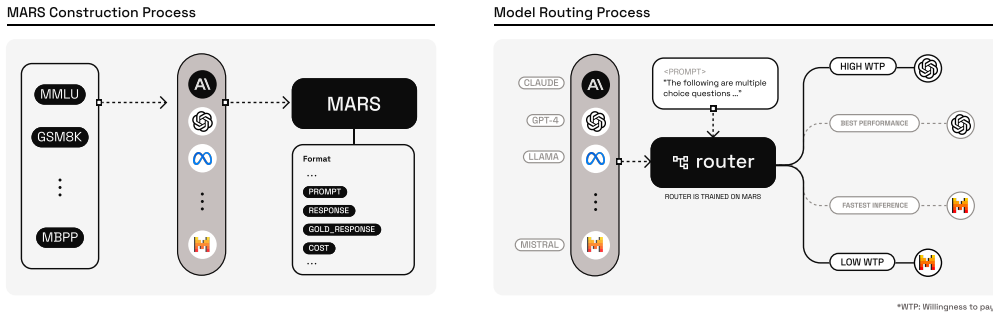 MARS Construction Process
MMLU
GSM8K
MBPP
MARS
Format
...
PROMPT
RESPONSE
GOLD_RESPONSE
COST
...
Model Routing Process
CLAUDE
GPT-4
LLAMA
MISTRAL
<PROMPT>
"The following are multiple
choice questions ..."
router
ROUTER IS TRAINED ON MARS
HIGH WTP
BEST PERFORMANCE
FASTEST INFERENCE
LOW WTP
*WTP: Willingness to pay